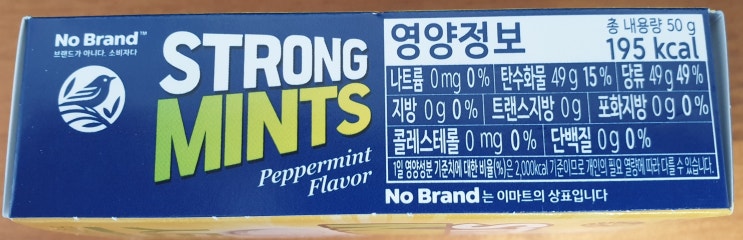 No Brand™
브랜드가 아니다. 소비자다
STRONG
MINTS
Peppermint
Flavor
영양정보
총 내용량 50 g
195 kcal
나트륨 0 mg 0 % 탄수화물 49 g 15 % 당류 49 g 49 %
지방 0 g 0 % 트랜스지방 0 g 포화지방 0 g 0 %
콜레스테롤 0 mg 0 % 단백질 0 g 0 %
1일 영양성분 기준치에 대한 비율(%)은 2,000kcal 기준이므로 개인의 필요 열량에 따라 다를 수 있습니다.
No Brand 는 이마트의 상표입니다